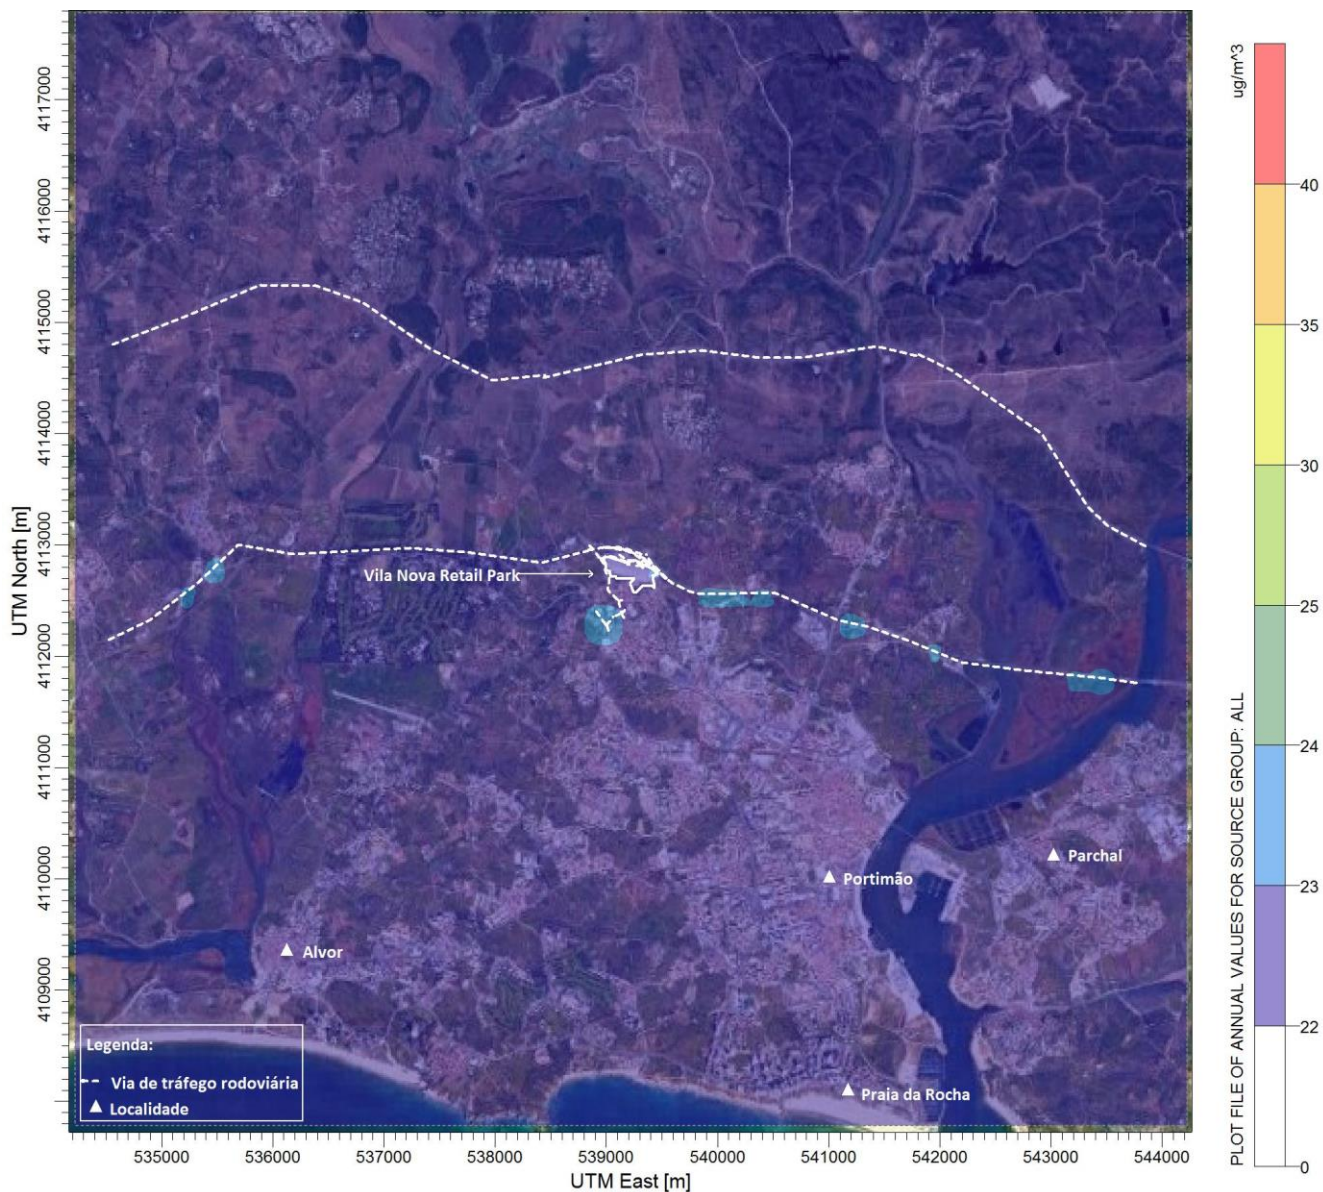 ug/m^3
40
35
30
25
24
23
22
0
PLOT FILE OF ANNUAL VALUES FOR SOURCE GROUP: ALL
UTM North [m]
4117000
4116000
4115000
4114000
4113000
4112000
4111000
4110000
4109000
Vila Nova Retail Park
Parchal
Portimão
Alvor
Praia da Rocha
Legenda:
Via de tráfego rodoviária
Localidade
535000 536000 537000 538000 539000 540000 541000 542000 543000 544000
UTM East [m]